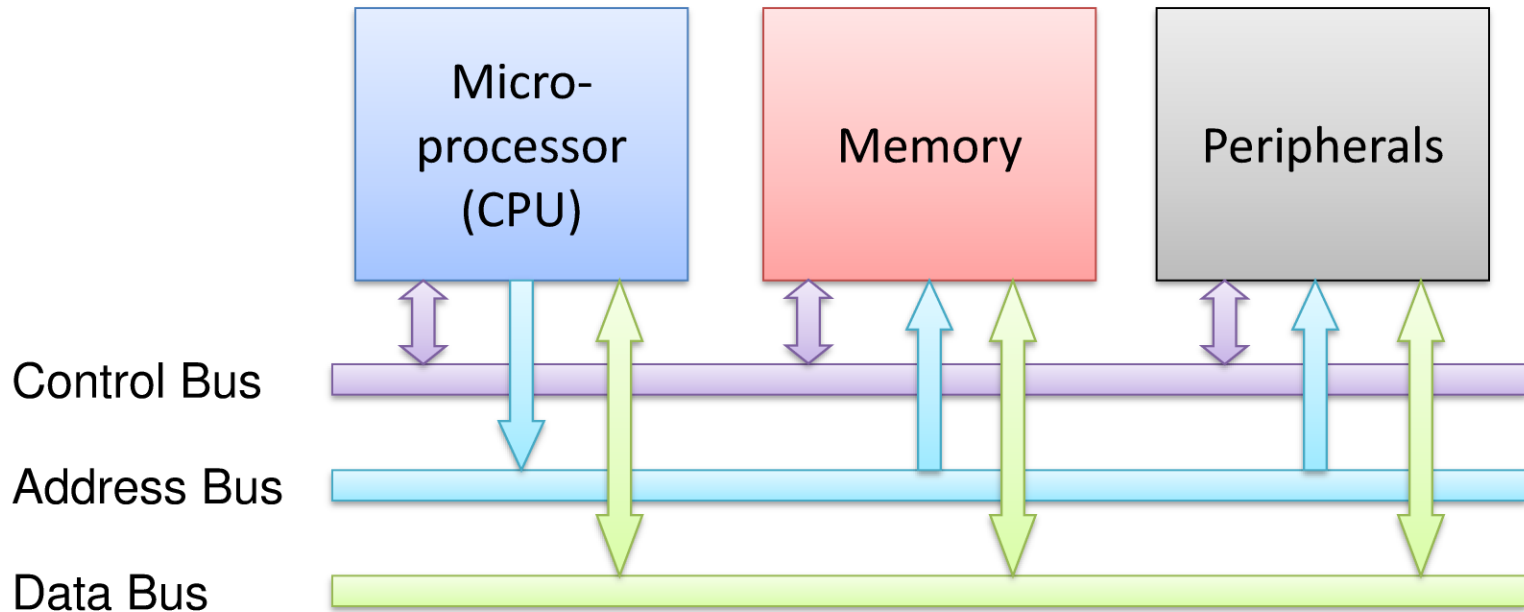 Micro-
processor
(CPU)
Memory
Peripherals
Control Bus
Address Bus
Data Bus